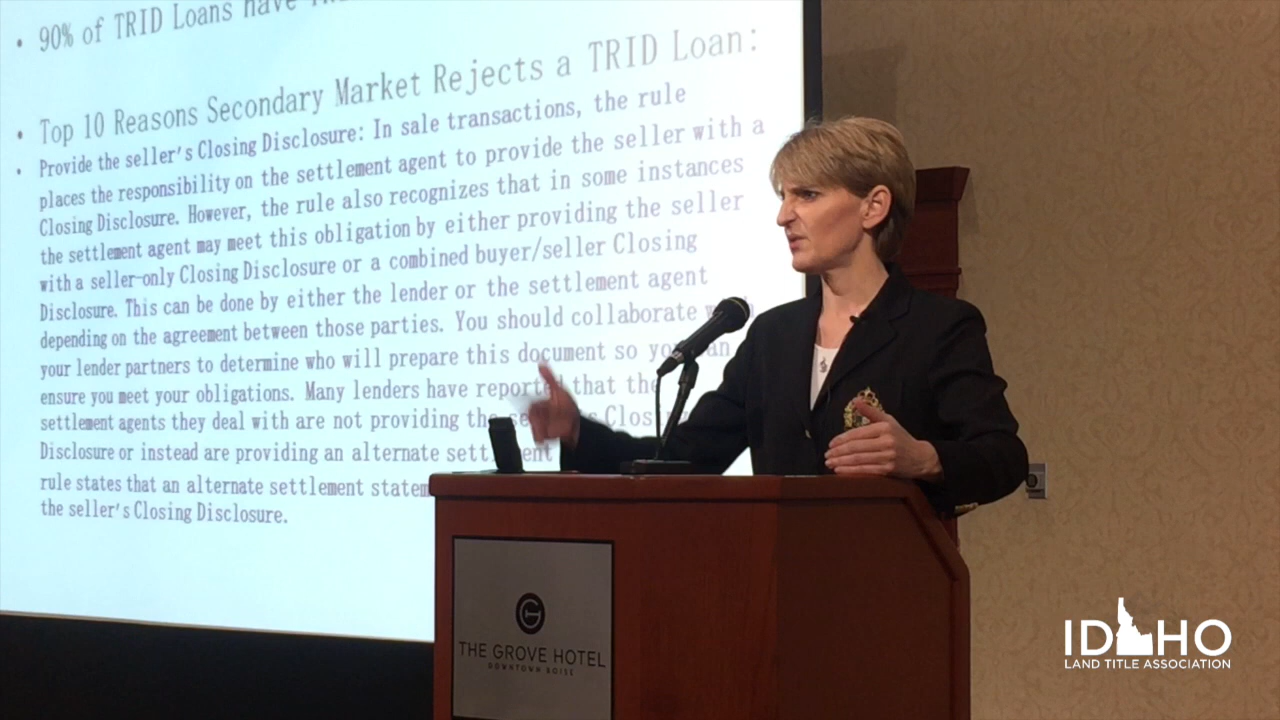 • 90% of TRID Loans have
• Top 10 Reasons Secondary Market Rejects a TRID Loan:
• Provide the seller's Closing Disclosure: In sale transactions, the rule
places the responsibility on the settlement agent to provide the seller with a
Closing Disclosure. However, the rule also recognizes that in some instances
the settlement agent may meet this obligation by either providing the seller
with a seller-only Closing Disclosure or a combined buyer/seller Closing
Disclosure. This can be done by either the lender or the settlement agent
depending on the agreement between those parties. You should collaborate
your lender partners to determine who will prepare this document so
ensure you meet your obligations. Many lenders have reported that the
settlement agents they deal with are not providing the
Disclosure or instead are providing an alternate
rule states that an alternate settlement
the seller's Closing Disclosure.
THE GROVE HOTEL
DOWNTOWN BOISE
IDAHO
LAND TITLE ASSOCIATION